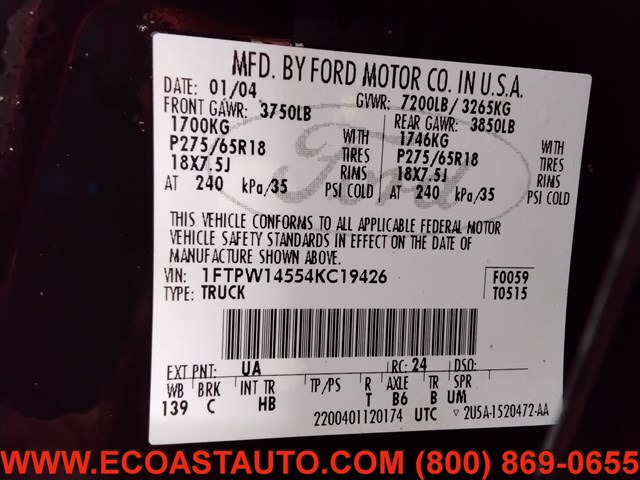 MFD. BY FORD MOTOR CO. IN U.S.A.
DATE: 01/04 GVWR: 7200LB/ 3265KG
FRONT GAWR: 3750LB REAR GAWR: 3850LB
1700KG WITH 1746KG WITH
P275/65R18 TIRES P275/65R18 TIRES
18X7.5J RIMS 18X7.5J RIMS
AT 240 kPa/35 PSI COLD AT 240 kPa/35 PSI COLD
Ford
THIS VEHICLE CONFORMS TO ALL APPLICABLE FEDERAL MOTOR
VEHICLE SAFETY STANDARDS IN EFFECT ON THE DATE OF
MANUFACTURE SHOWN ABOVE.
VIN: 1FTPW14554KC19426 F0059
TYPE: TRUCK T0515
EXT PNT: UA RC: 24 DSO:
WB BRK INT TR TP/PS R AXLE TR SPR
139 C HB T B6 B UM
2200401120174 UTC ▽ 2U5A-1520472-AA
WWW.ECOASTAUTO.COM (800) 869-0655